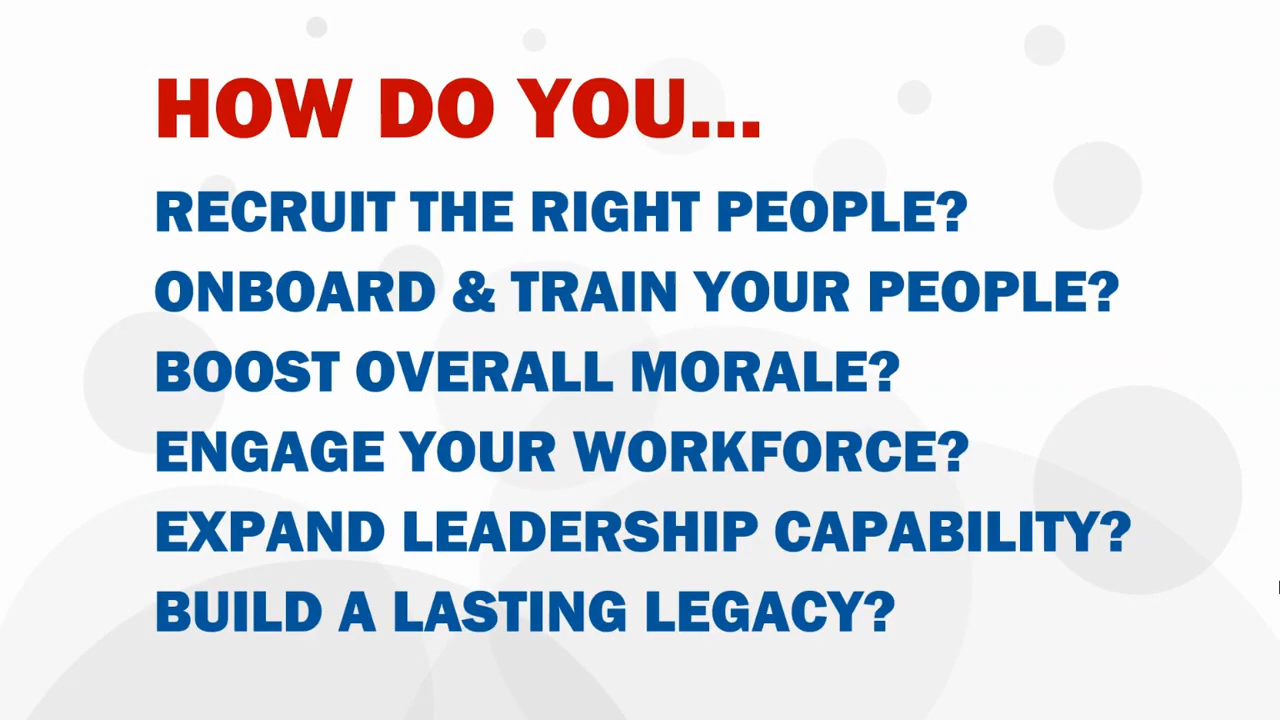 HOW DO YOU...
RECRUIT THE RIGHT PEOPLE?
ONBOARD & TRAIN YOUR PEOPLE?
BOOST OVERALL MORALE?
ENGAGE YOUR WORKFORCE?
EXPAND LEADERSHIP CAPABILITY?
BUILD A LASTING LEGACY?